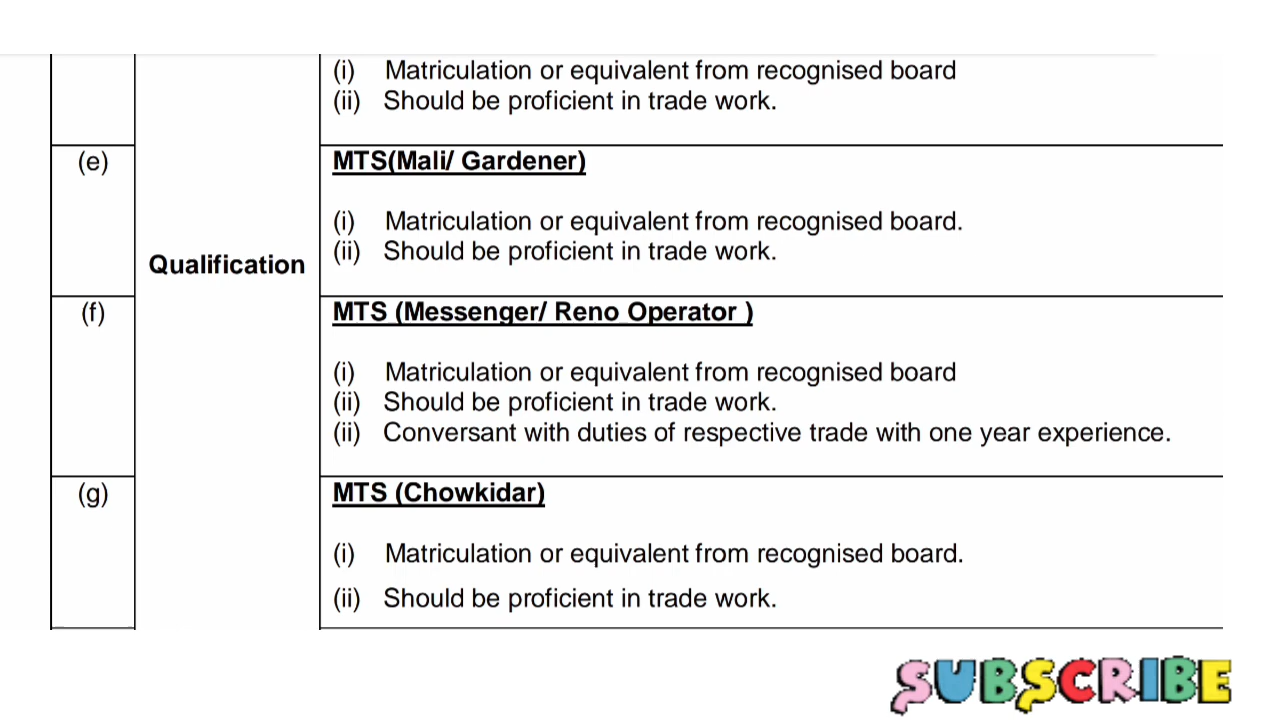 (i) Matriculation or equivalent from recognised board
(ii) Should be proficient in trade work.
(e) MTS(Mali/ Gardener)
(i) Matriculation or equivalent from recognised board.
(ii) Should be proficient in trade work.
Qualification
(f) MTS (Messenger/ Reno Operator )
(i) Matriculation or equivalent from recognised board
(ii) Should be proficient in trade work.
(ii) Conversant with duties of respective trade with one year experience.
(g) MTS (Chowkidar)
(i) Matriculation or equivalent from recognised board.
(ii) Should be proficient in trade work.
SUBSCRIBE